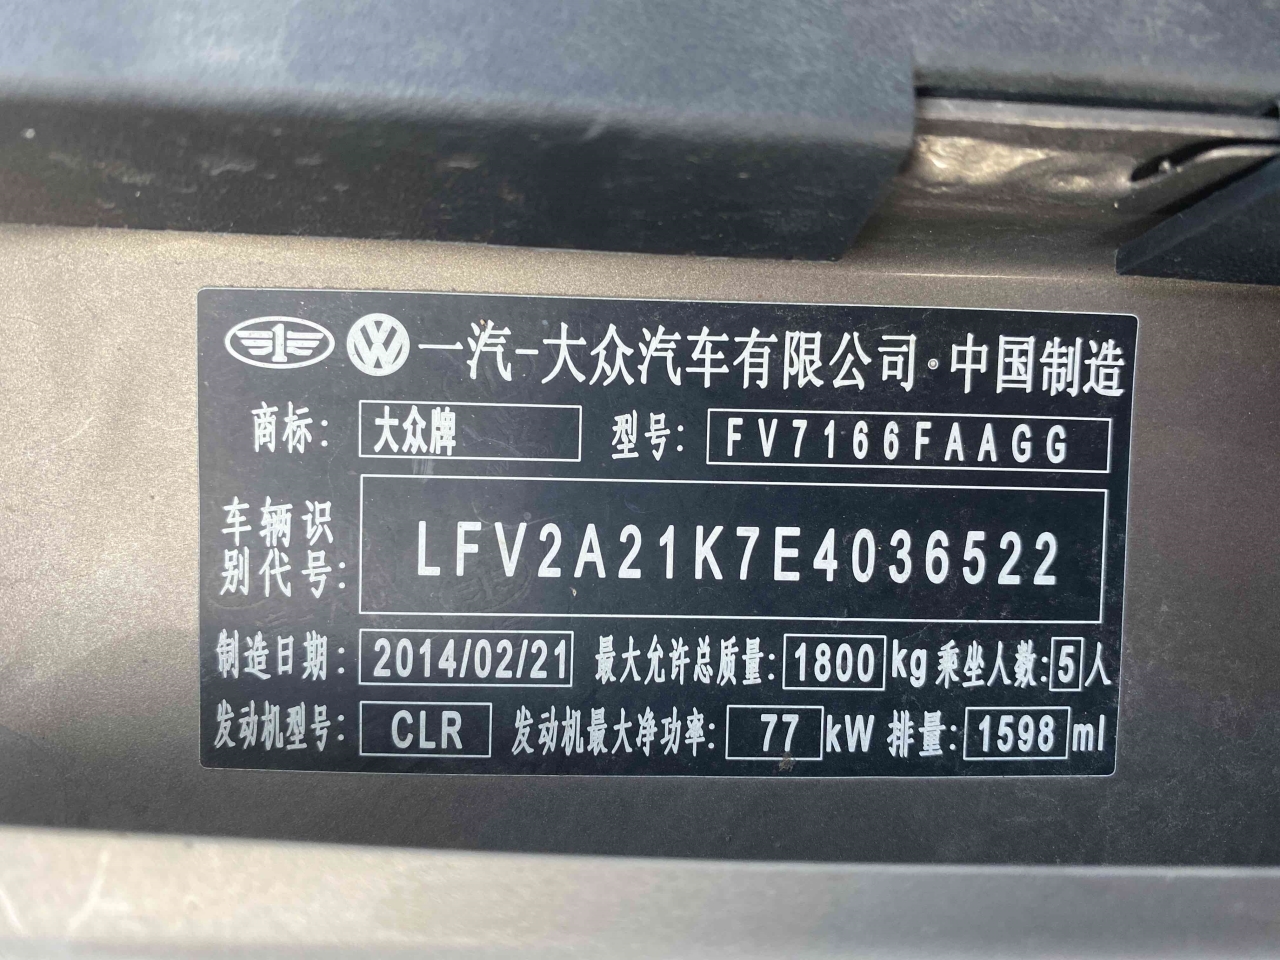 一汽-大众汽车有限公司·中国制造
商标: 大众牌 型号: FV7166FAAGG
车辆识别代号: LFV2A21K7E4036522
制造日期: 2014/02/21 最大允许总质量: 1800 kg 乘坐人数: 5 人
发动机型号: CLR 发动机最大净功率: 77 kW 排量: 1598 ml